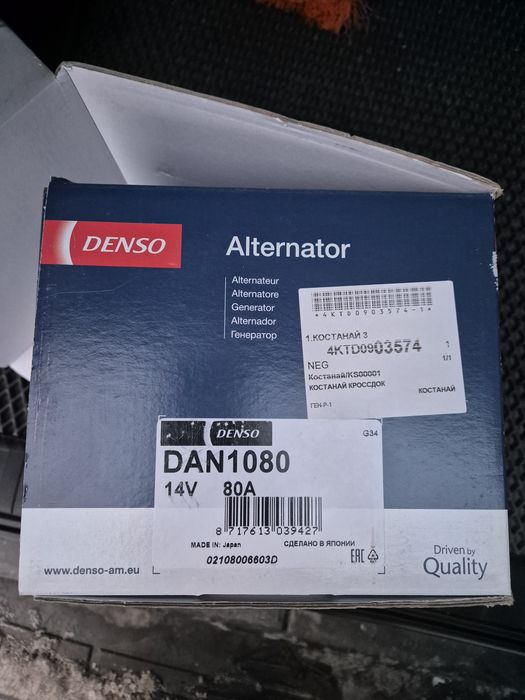 DENSO
Alternator
Alternateur
Alternatore
Generator
Alternador
Генератор
*4KTD0903574-1*
1.КОСТАНАЙ 3
4KTD0903574 1
NEG 1/1
Костанай/KS00001
КОСТАНАЙ КРОССДОК КОСТАНАЙ
ГЕН-Р-1
DENSO G34
DAN1080
14V 80A
8 717613 039427
MADE IN: Japan СДЕЛАНО В ЯПОНИИ
02108006603D
EAC
www.denso-am.eu
Driven by
Quality